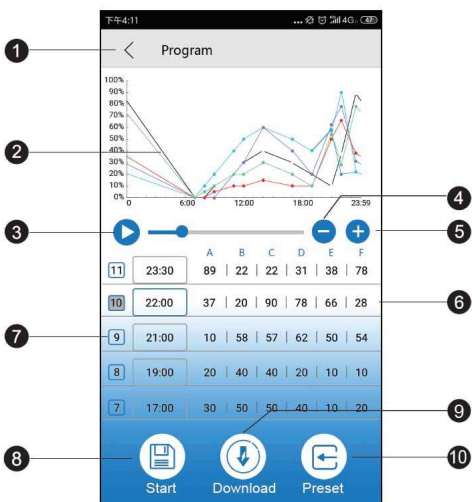 下午4:11 ... 4G 47
1 Program
100%
90%
80%
70%
60%
50%
40%
30%
20%
10%
0%
0 6:00 12:00 18:00 23:59
2
3
4
5
A B C D E F
11 23:30 89 22 22 31 38 78
10 22:00 37 | 20 | 90 | 78 | 66 | 28
6
7
9 21:00 10 | 58 | 57 | 62 | 50 | 54
8 19:00 20 | 40 | 40 | 20 | 10 | 10
7 17:00 30 | 50 | 50 | 40 | 10 | 20
8
9
10
Start Download Preset